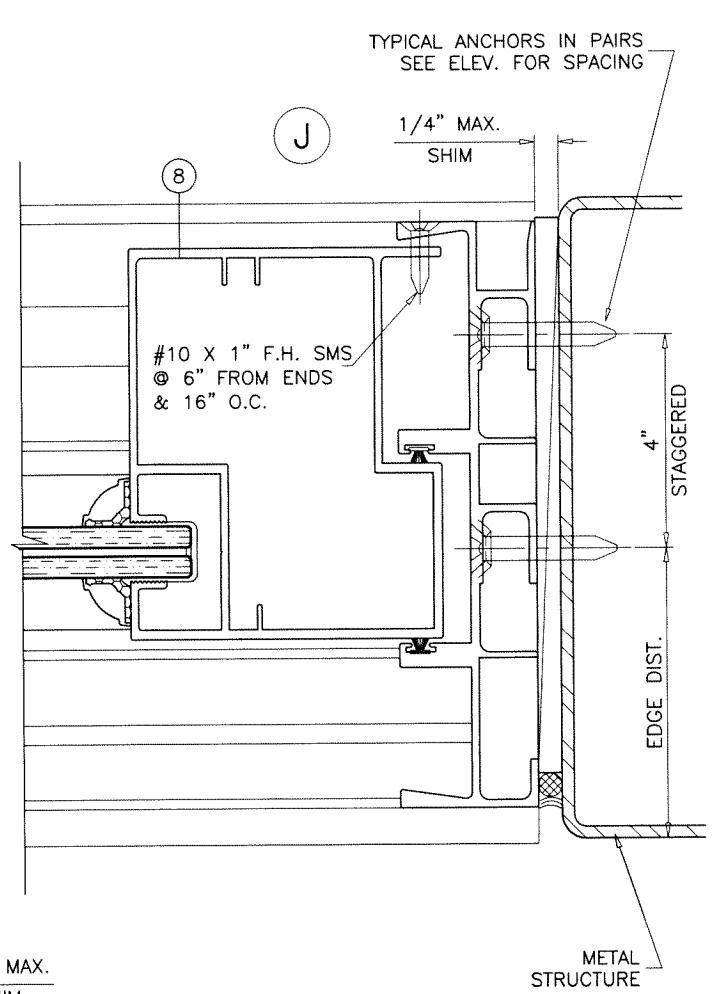 TYPICAL ANCHORS IN PAIRS
SEE ELEV. FOR SPACING
J
1/4" MAX.
SHIM
8
#10 X 1" F.H. SMS
@ 6" FROM ENDS
& 16" O.C.
4"
STAGGERED
EDGE DIST.
METAL
STRUCTURE
MAX.